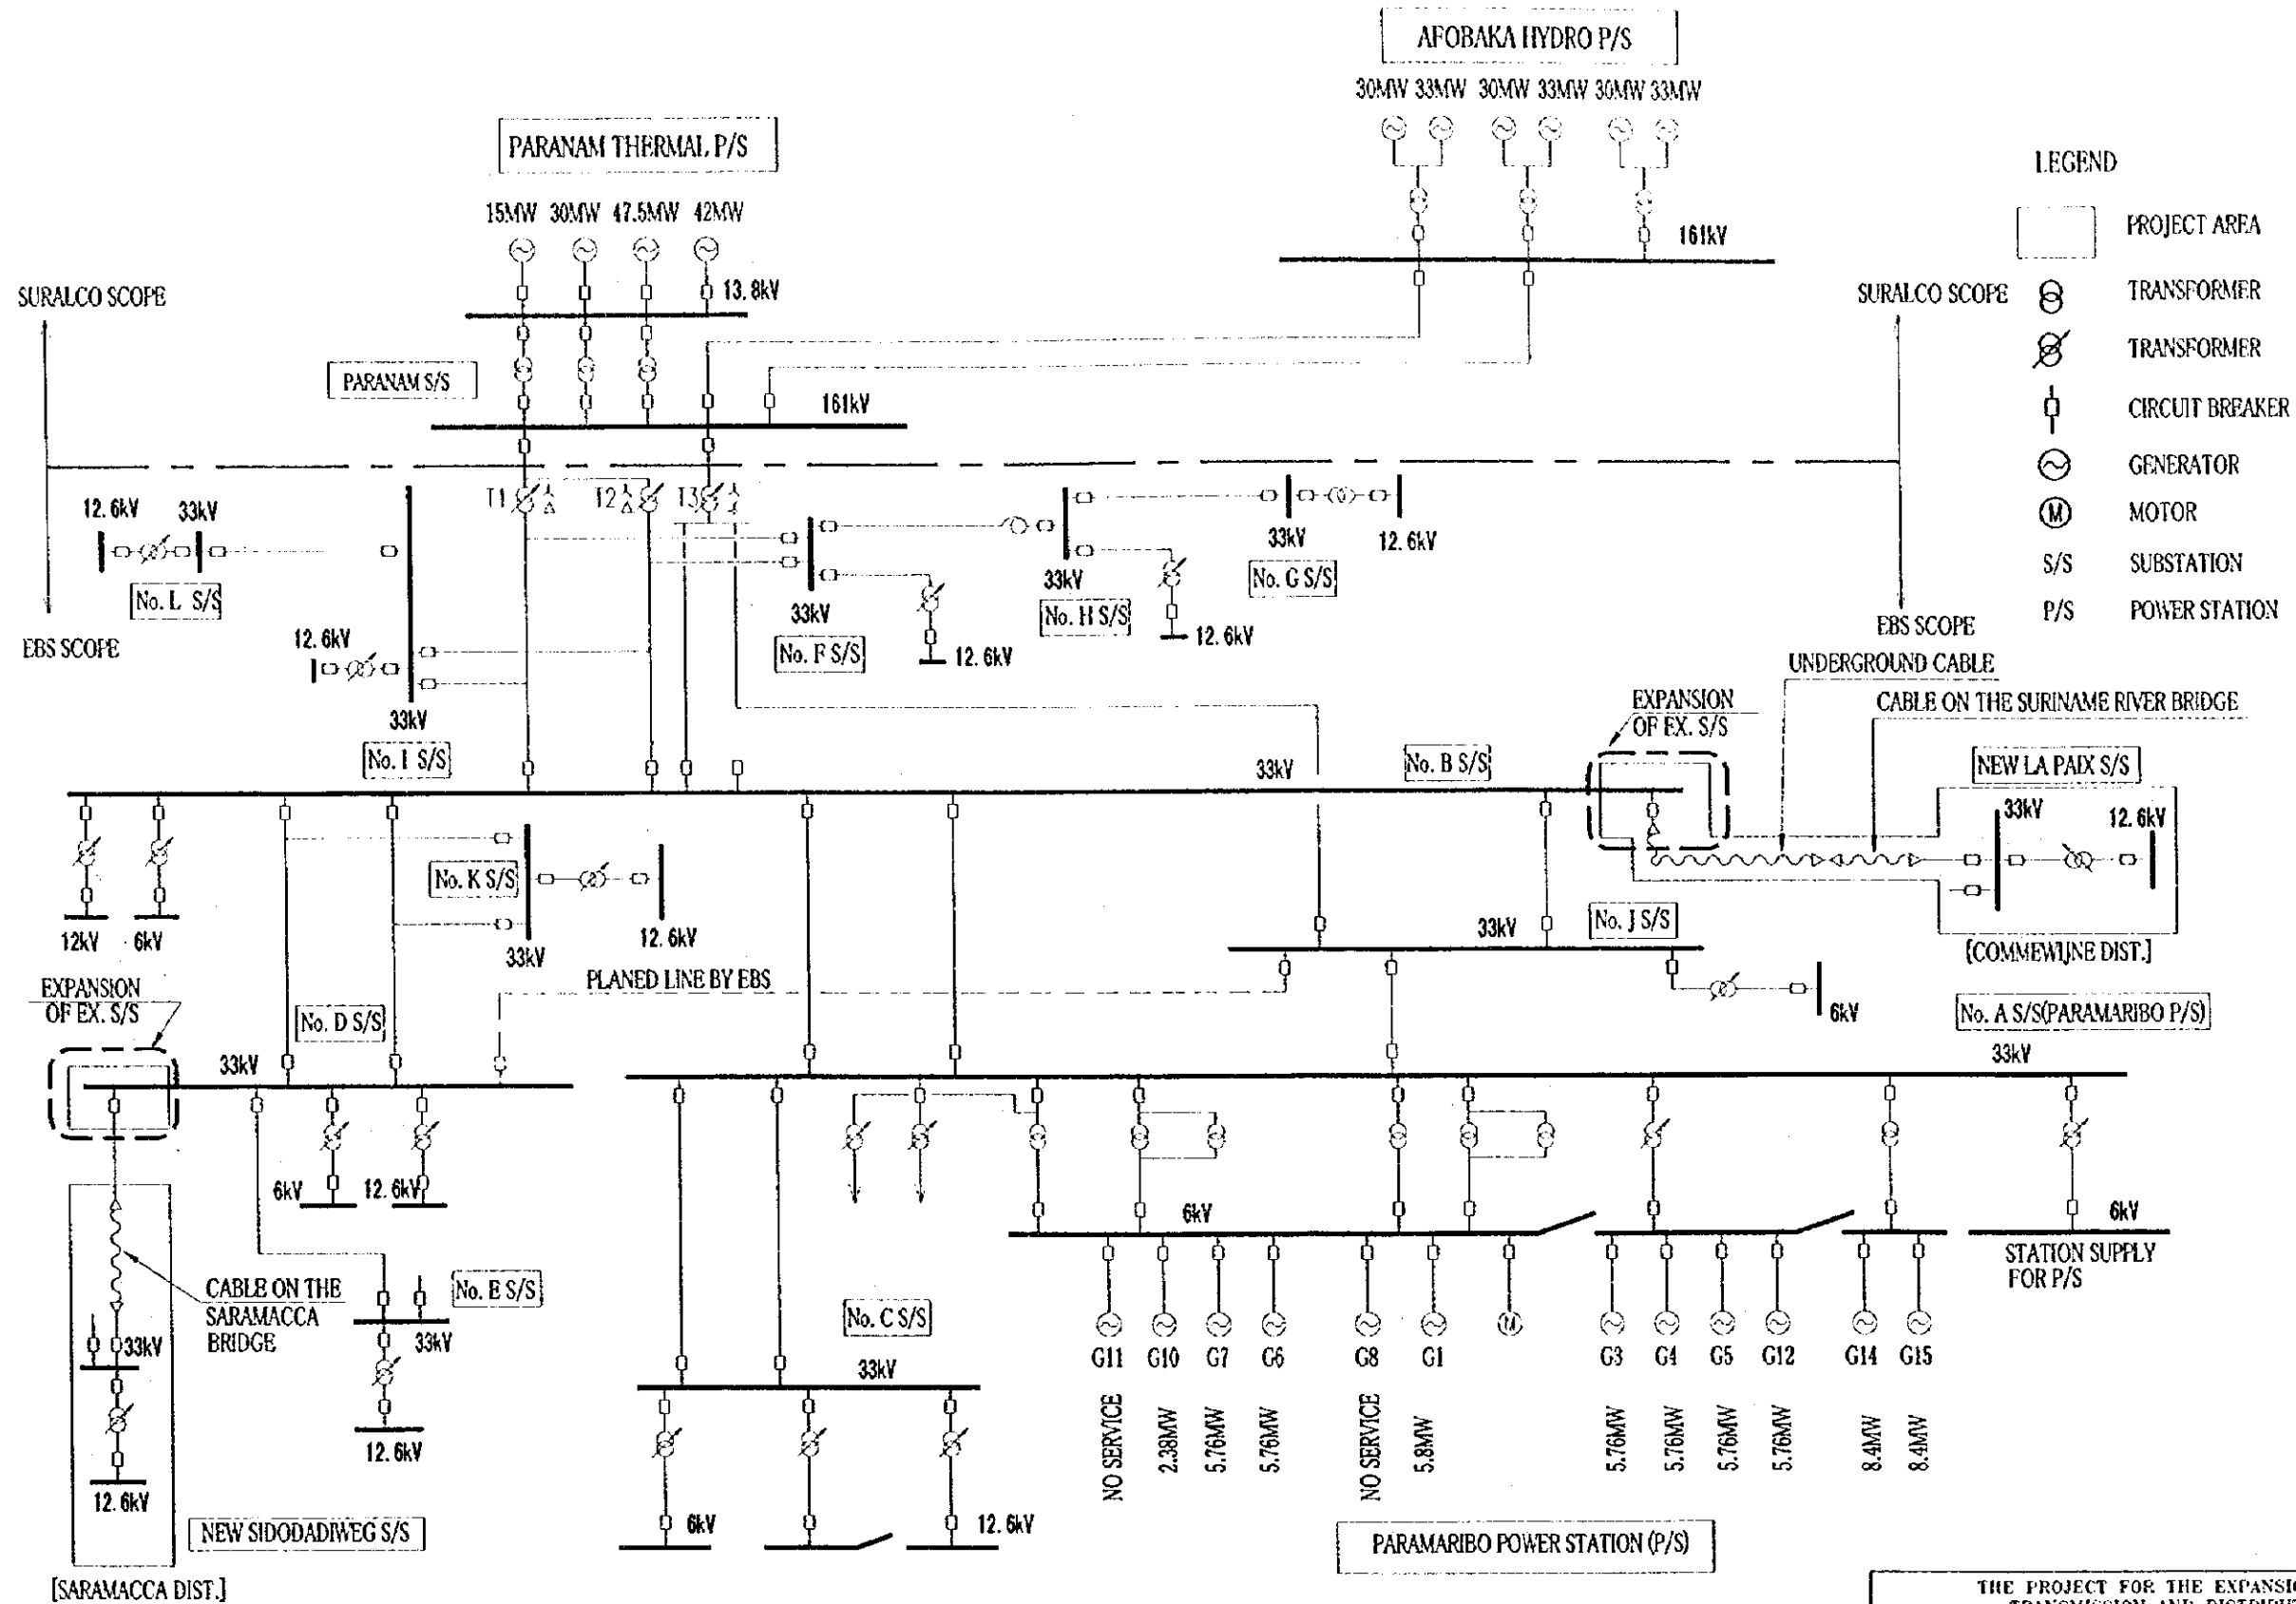 AFOBAKA HYDRO P/S
30MW 33MW 30MW 33MW 30MW 33MW
161kV
PARANAM THERMAL P/S
15MW 30MW 47.5MW 42MW
13.8kV
PARANAM S/S
161kV
SURALCO SCOPE
EBS SCOPE
SURALCO SCOPE
EBS SCOPE
LEGEND
PROJECT AREA
TRANSFORMER
TRANSFORMER
CIRCUIT BREAKER
GENERATOR
M MOTOR
S/S SUBSTATION
P/S POWER STATION
T1 T2 T3
12.6kV 33kV
No. L S/S
12.6kV
33kV
No. I S/S
33kV
No. F S/S
12.6kV
33kV
No. H S/S
12.6kV
33kV
12.6kV
No. G S/S
UNDERGROUND CABLE
CABLE ON THE SURINAME RIVER BRIDGE
EXPANSION
OF EX. S/S
33kV
No. B S/S
NEW LA PAIX S/S
33kV
12.6kV
[COMMEWIJNE DIST.]
12kV 6kV
No. K S/S
33kV
12.6kV
33kV
No. J S/S
6kV
PLANED LINE BY EBS
EXPANSION
OF EX. S/S
No. D S/S
33kV
6kV 12.6kV
No. A S/S(PARAMARIBO P/S)
33kV
6kV
6kV
STATION SUPPLY
FOR P/S
CABLE ON THE
SARAMACCA
BRIDGE
No. E S/S
33kV
12.6kV
33kV
12.6kV
NEW SIDODADIWEG S/S
[SARAMACCA DIST.]
No. C S/S
33kV
6kV
12.6kV
M
G11 G10 G7 G6 G8 G1 G3 G4 G5 G12 G14 G15
NO SERVICE
2.38MW
5.76MW
5.76MW
NO SERVICE
5.8MW
5.76MW
5.76MW
5.76MW
5.76MW
8.4MW
8.4MW
PARAMARIBO POWER STATION (P/S)
THE PROJECT FOR THE EXPANSIO